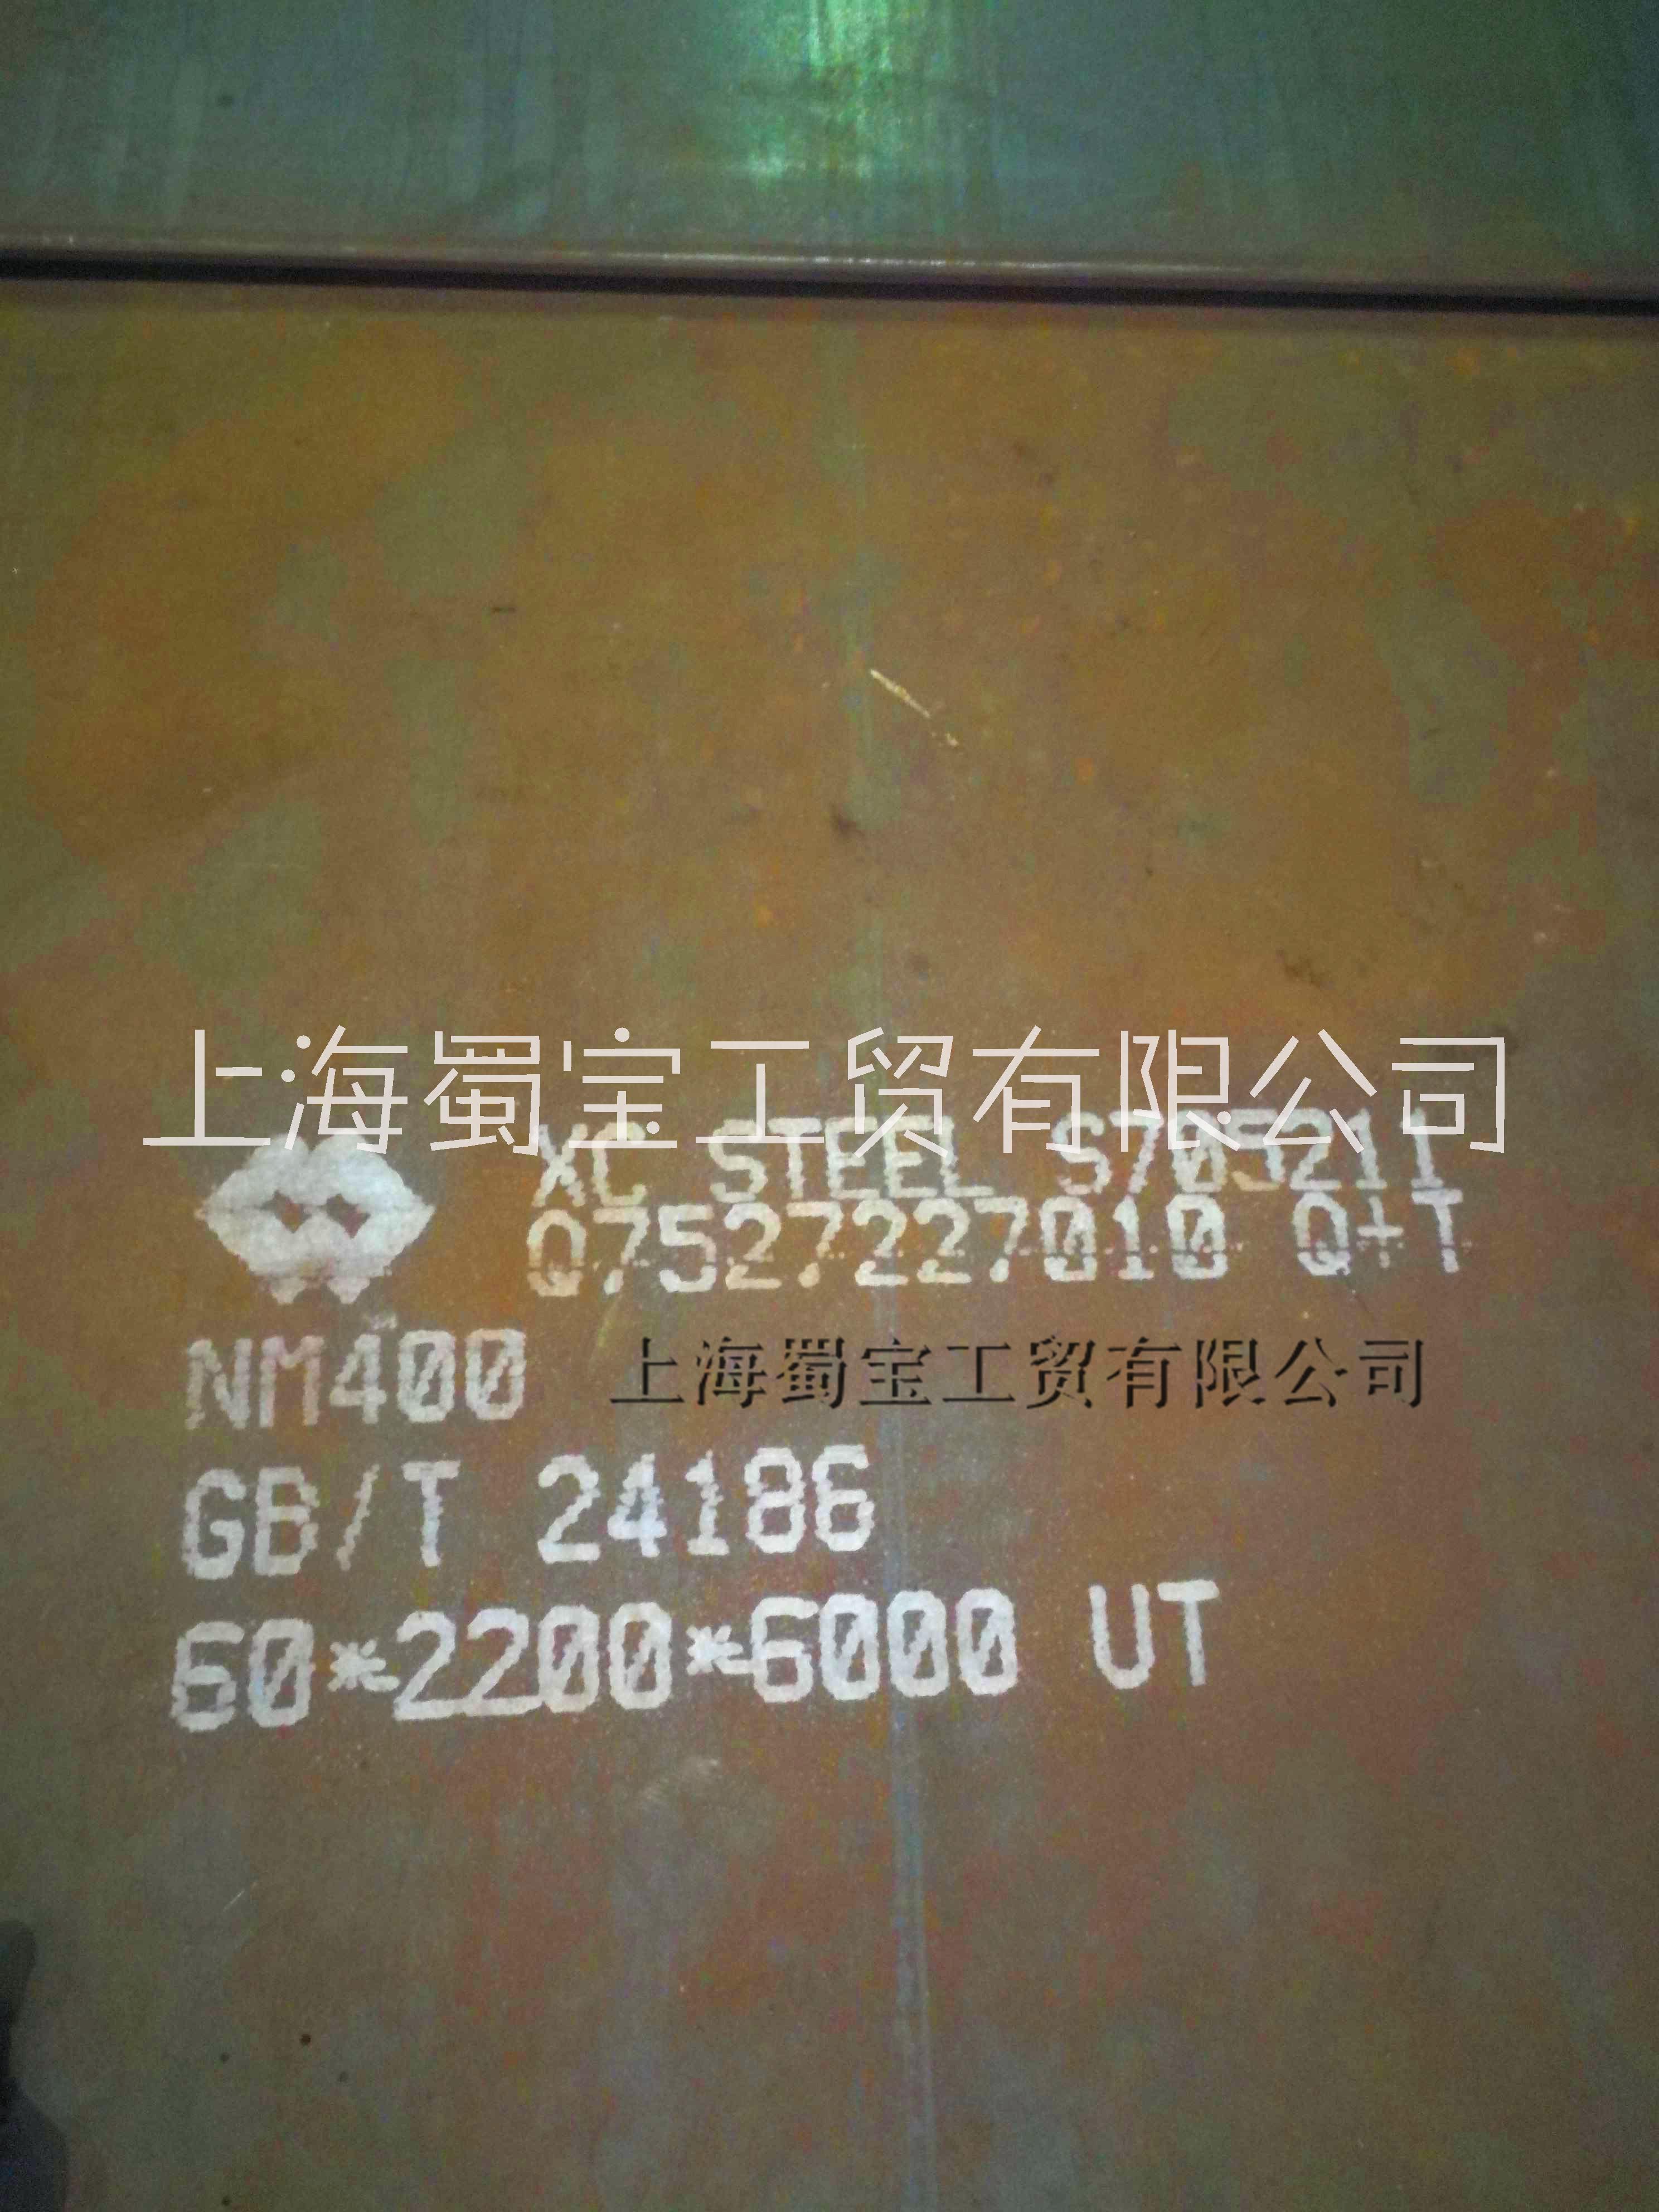 上海蜀宝工贸有限公司
XC STEEL S705211
Q7527227010 Q+T
NM400
上海蜀宝工贸有限公司
GB/T 24186
60*2200*6000 UT